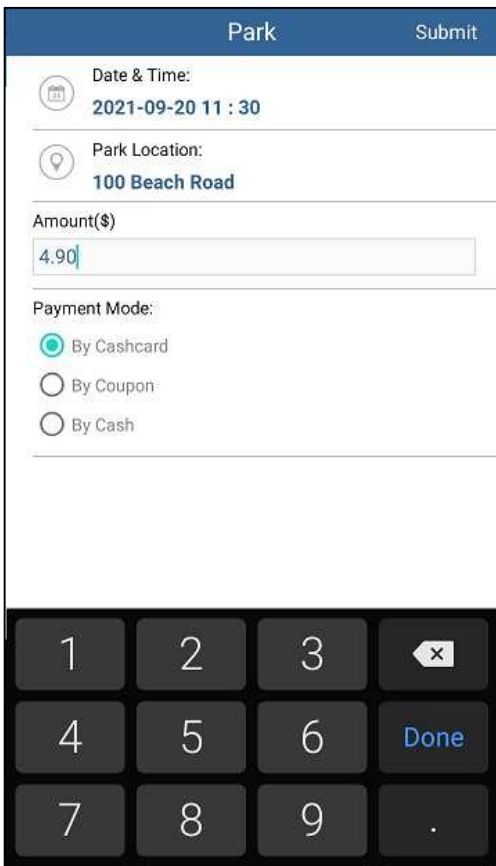 Park Submit
Date & Time:
2021-09-20 11 : 30
Park Location:
100 Beach Road
Amount($)
4.90
Payment Mode:
By Cashcard
By Coupon
By Cash
1 2 3
4 5 6 Done
7 8 9 .